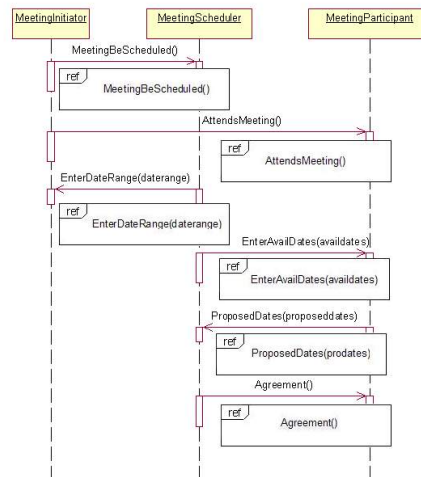 MeetingInitiator MeetingScheduler MeetingParticipant
MeetingBeScheduled()
ref
MeetingBeScheduled()
AttendsMeeting()
ref
AttendsMeeting()
EnterDateRange(daterange)
ref
EnterDateRange(daterange)
EnterAvailDates(availdates)
ref
EnterAvailDates(availdates)
ProposedDates(proposeddates)
ref
ProposedDates(prodates)
Agreement()
ref
Agreement()